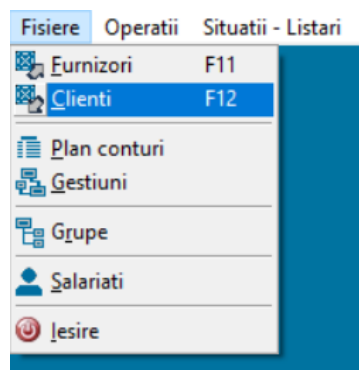 Fisiere Operatii Situatii - Listari
Furnizori F11
Clienti F12
Plan conturi
Gestiuni
Grupe
Salariati
Iesire